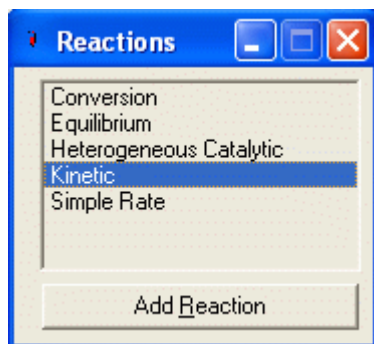 Reactions
Conversion
Equilibrium
Heterogeneous Catalytic
Kinetic
Simple Rate
Add Reaction